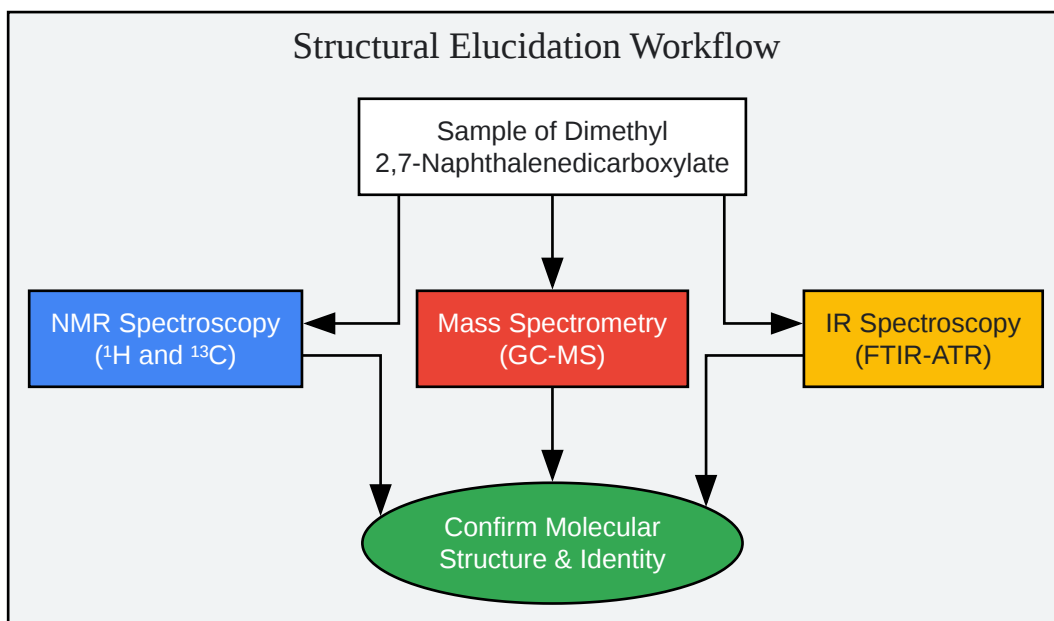 Structural Elucidation Workflow
Sample of Dimethyl
2,7-Naphthalenedicarboxylate
NMR Spectroscopy
(¹H and ¹³C)
Mass Spectrometry
(GC-MS)
IR Spectroscopy
(FTIR-ATR)
Confirm Molecular
Structure & Identity